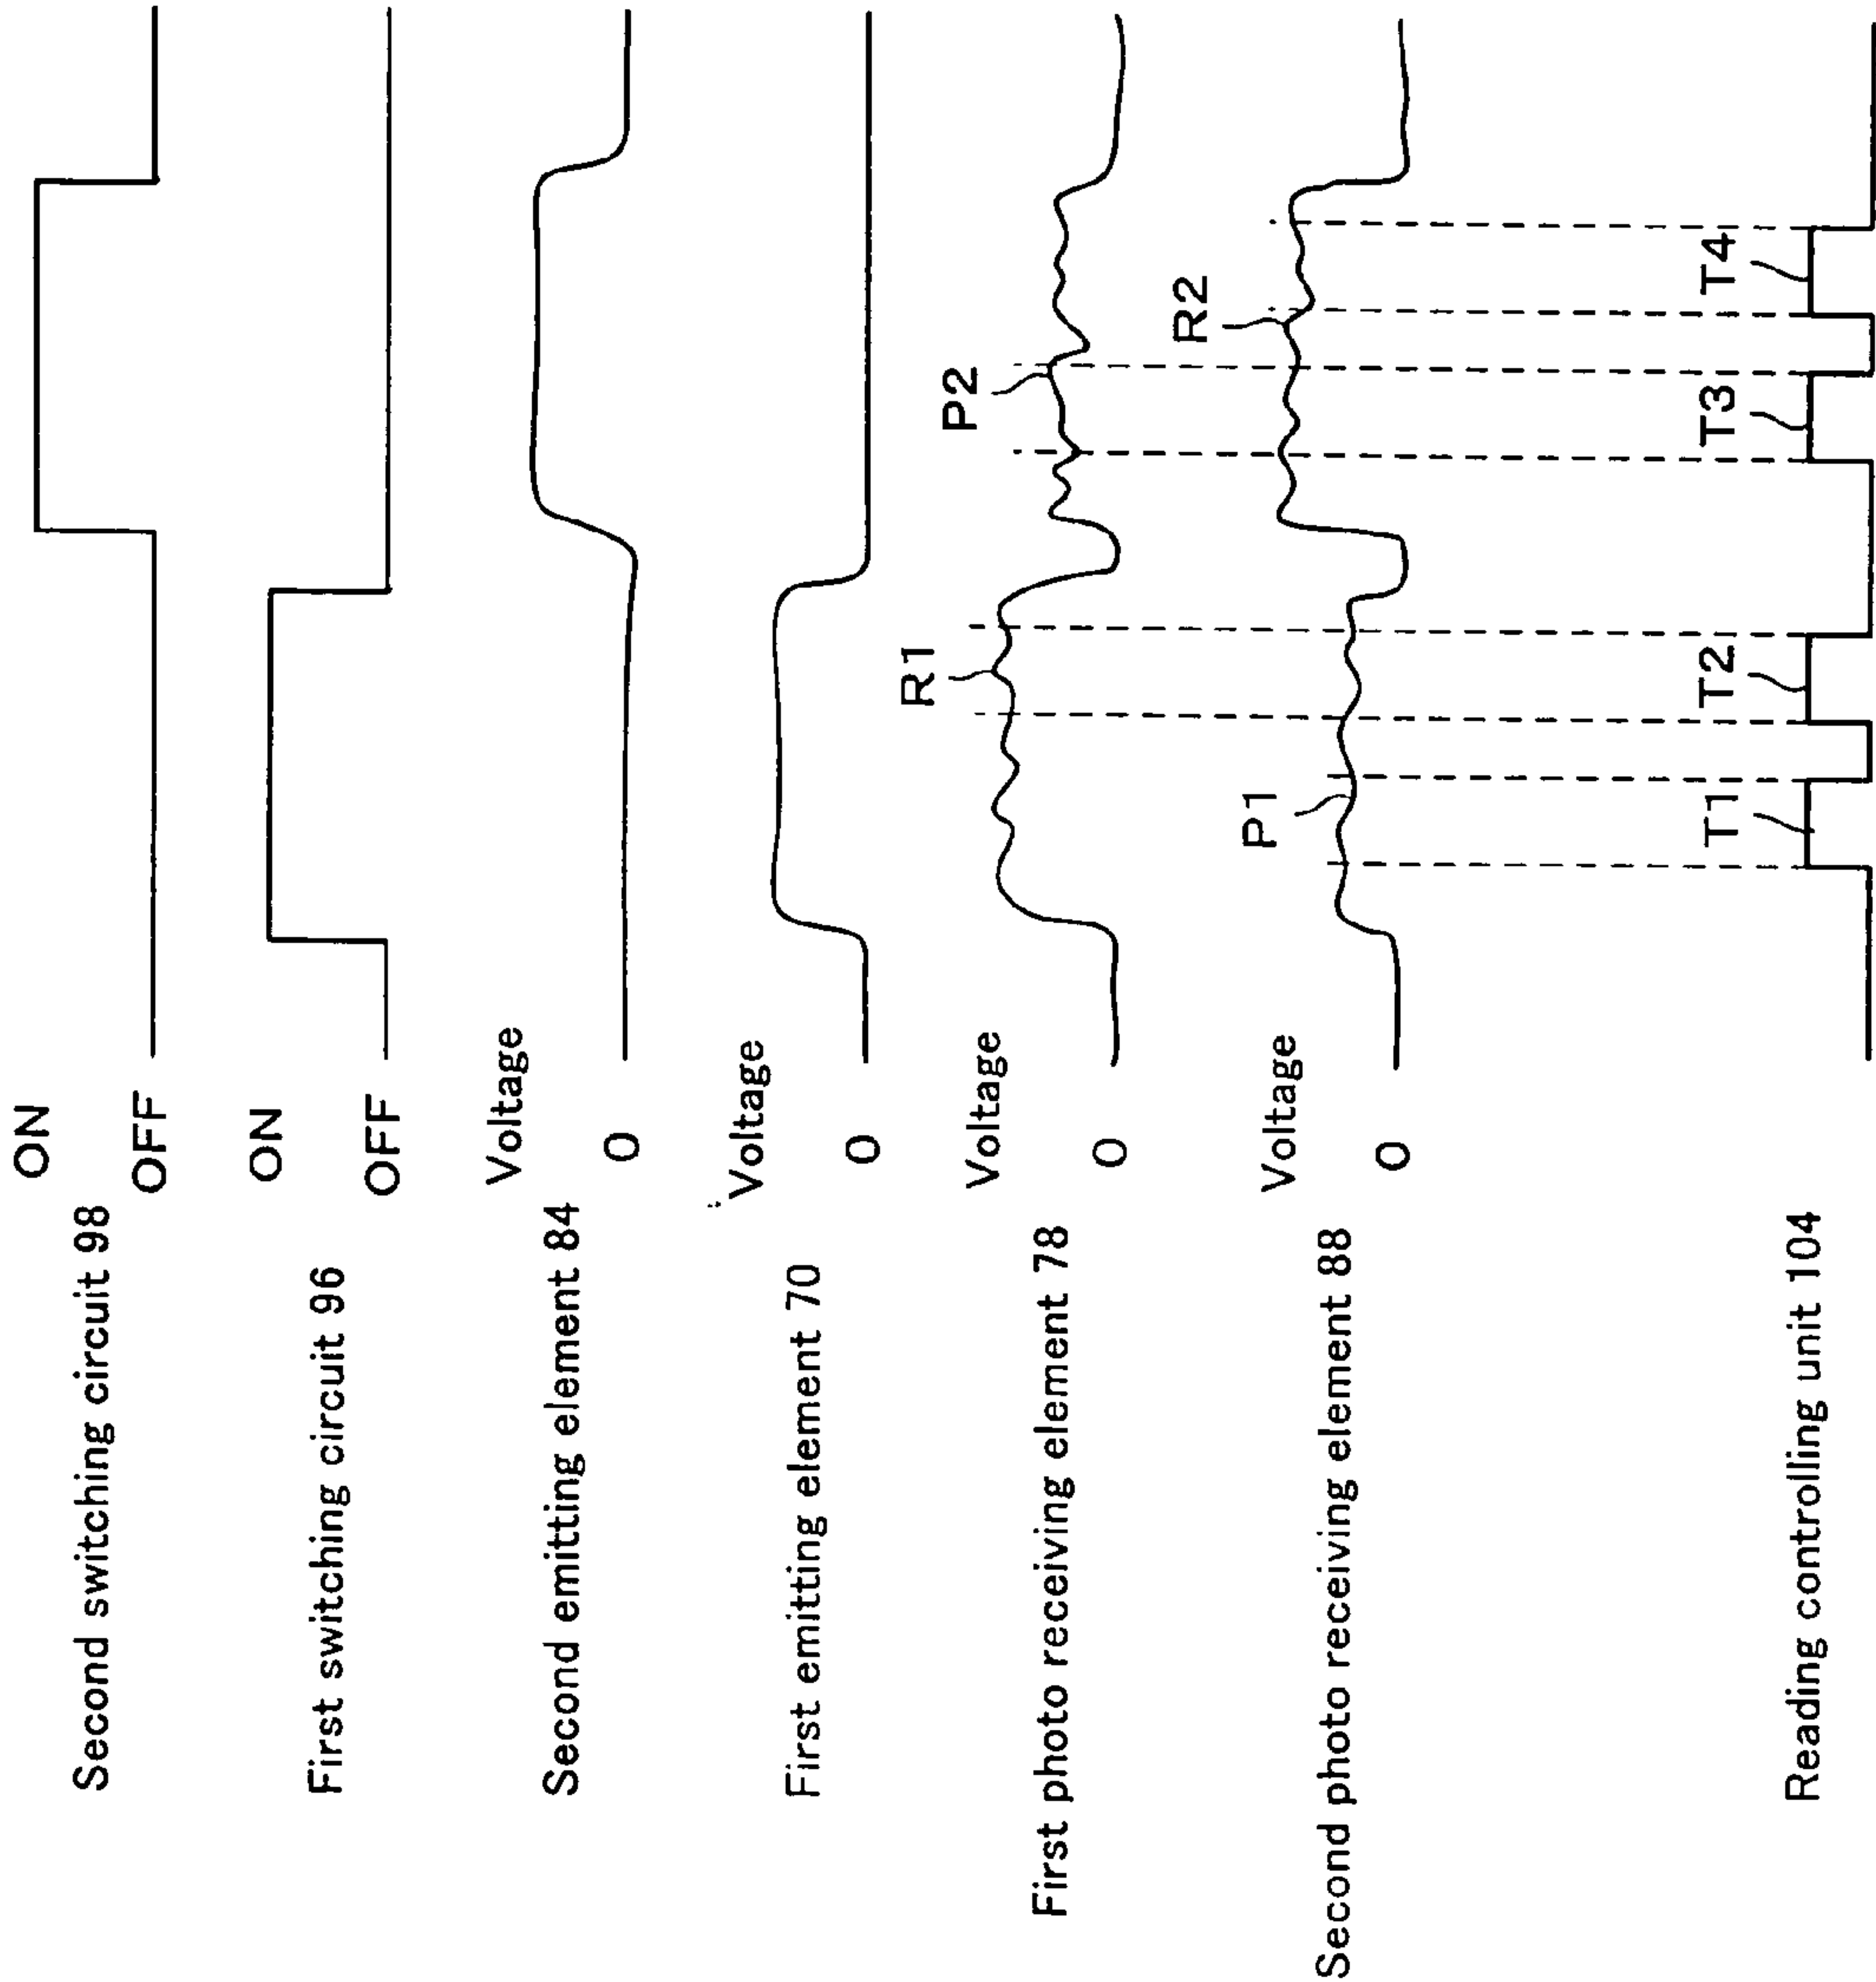 Second switching circuit 98
ON
OFF
First switching circuit 96
ON
OFF
Second emitting element 84
Voltage
0
First emitting element 70
Voltage
0
First photo receiving element 78
Voltage
0
R1
P2
Second photo receiving element 88
Voltage
0
P1
R2
Reading controlling unit 104
T1
T2
T3
T4